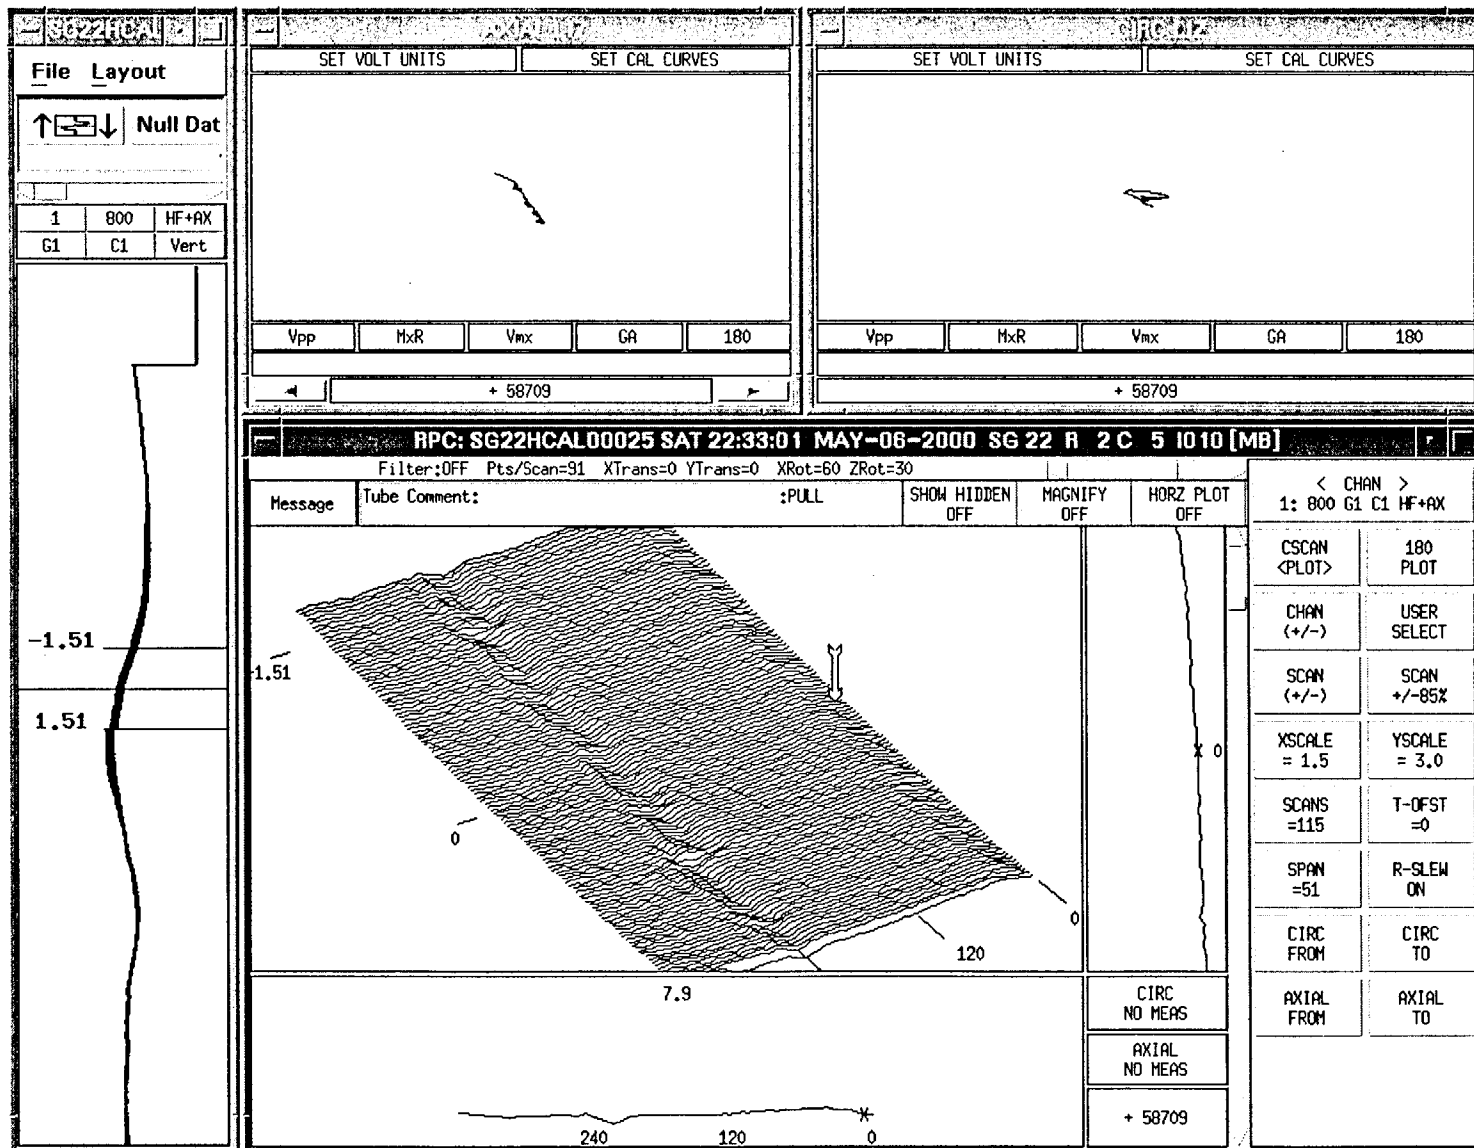 SG22HCAL
File Layout
Null Dat
1 800 HF+AX
G1 C1 Vert
-1.51
1.51
SET VOLT UNITS SET CAL CURVES
Vpp MxR Vmx GA 180
+ 58709
SET VOLT UNITS SET CAL CURVES
Vpp MxR Vmx GA 180
+ 58709
RPC: SG22HCAL00025 SAT 22:33:01 MAY-06-2000 SG 22 R 2 C 5 I010 [MB]
Filter:OFF Pts/Scan=91 XTrans=0 YTrans=0 XRot=60 ZRot=30
Message
Tube Comment: :PULL
SHOW HIDDEN
OFF
MAGNIFY
OFF
HORZ PLOT
OFF
-1.51
0
0
120
0
7.9
240 120 0
CIRC
NO MEAS
AXIAL
NO MEAS
+ 58709
< CHAN >
1: 800 G1 C1 HF+AX
CSCAN
<PLOT>
180
PLOT
CHAN
(+/-)
USER
SELECT
SCAN
(+/-)
SCAN
+/-85%
XSCALE
= 1.5
YSCALE
= 3.0
SCANS
=115
T-OFST
=0
SPAN
=51
R-SLEW
ON
CIRC
FROM
CIRC
TO
AXIAL
FROM
AXIAL
TO